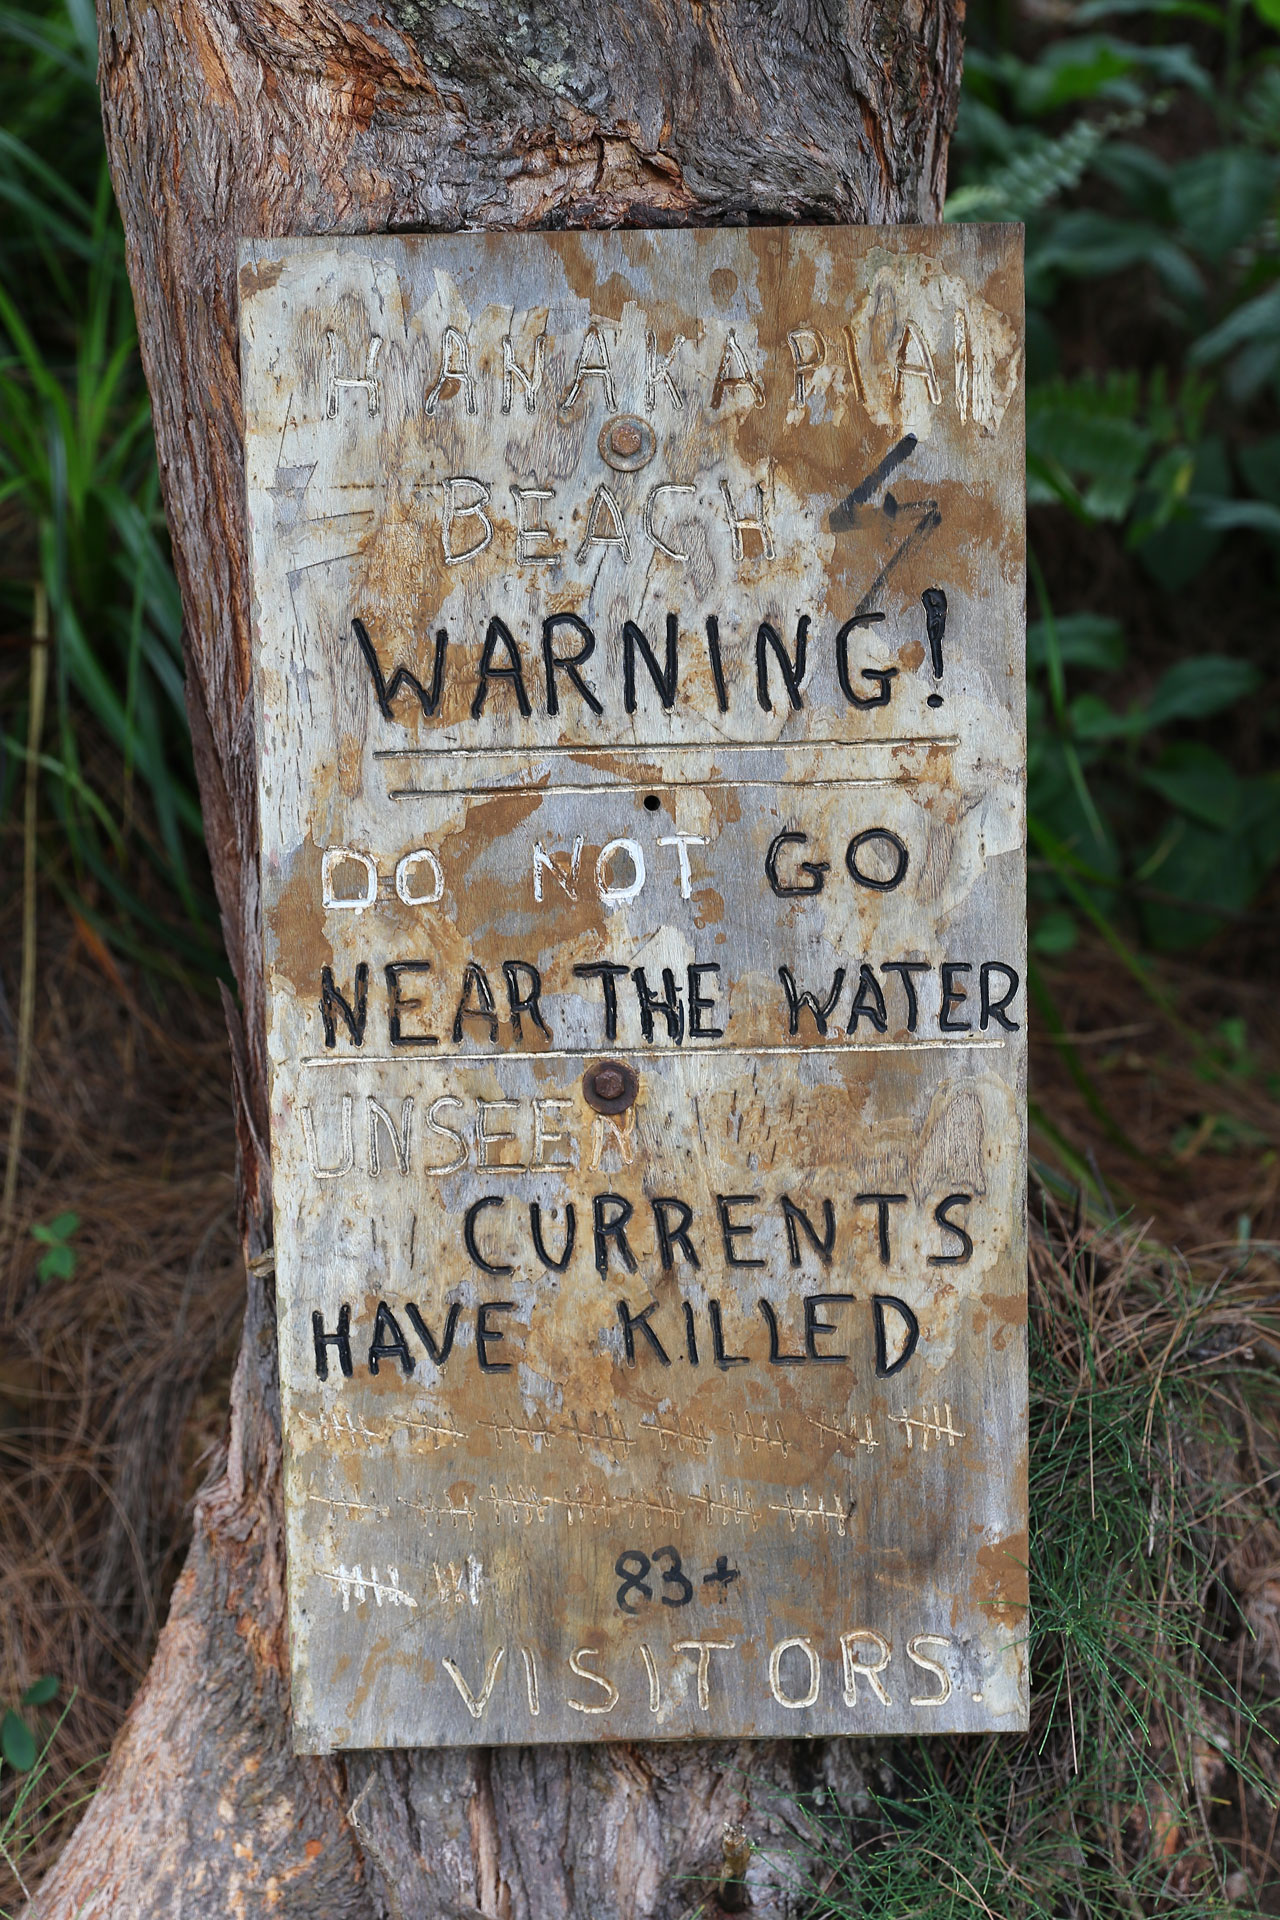 HANAKAPIAI
BEACH
WARNING!
DO NOT GO
NEAR THE WATER
UNSEEN
CURRENTS
HAVE KILLED
83+
VISITORS!